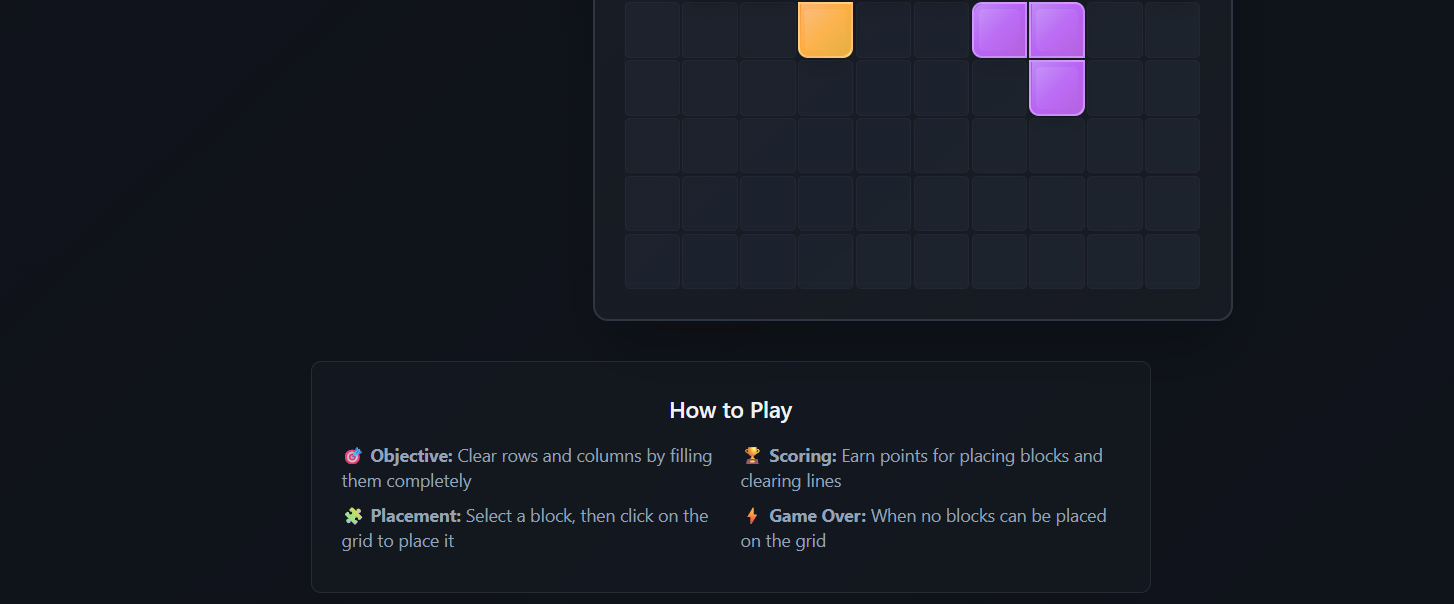 How to Play
🎯 Objective: Clear rows and columns by filling
them completely
🏆 Scoring: Earn points for placing blocks and
clearing lines
🧩 Placement: Select a block, then click on the
grid to place it
⚡ Game Over: When no blocks can be placed
on the grid